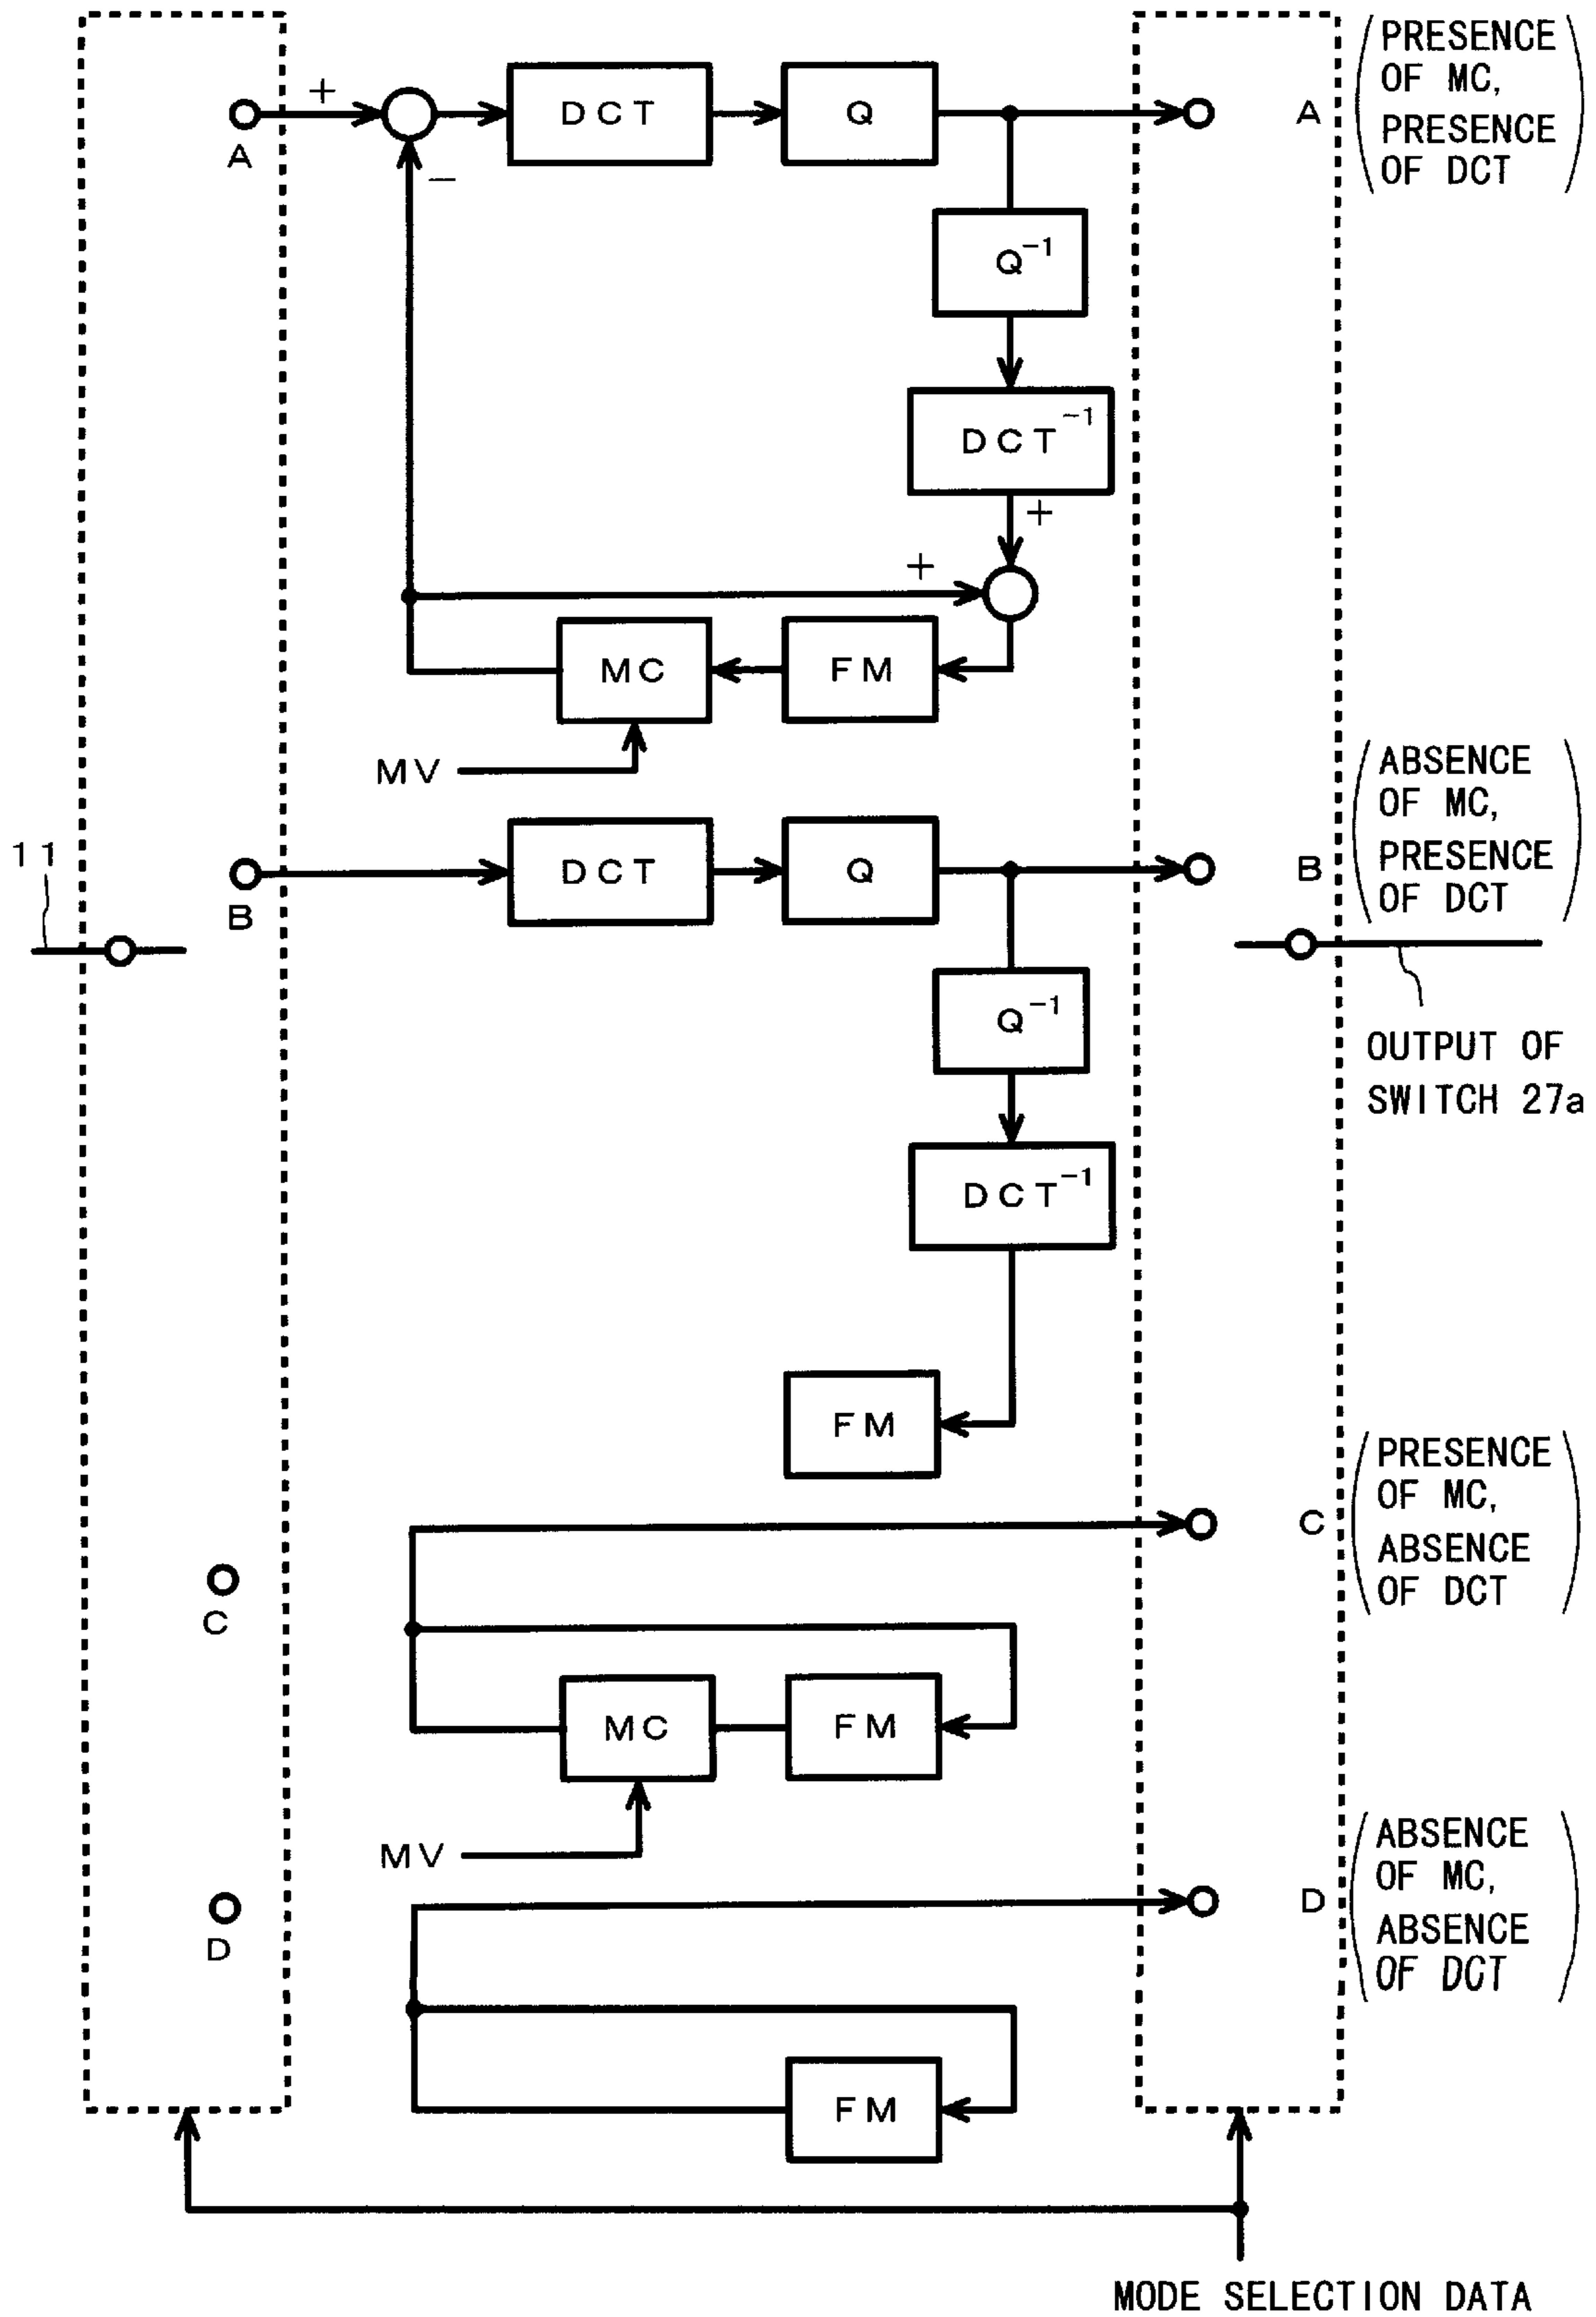 PRESENCE
OF MC,
PRESENCE
OF DCT
A
+
DCT
Q
A
−
Q⁻¹
DCT⁻¹
+
+
MC
FM
MV
ABSENCE
OF MC,
PRESENCE
OF DCT
B
11
B
DCT
Q
Q⁻¹
OUTPUT OF
SWITCH 27a
DCT⁻¹
FM
PRESENCE
OF MC,
ABSENCE
OF DCT
C
C
MC
FM
MV
ABSENCE
OF MC,
ABSENCE
OF DCT
D
D
FM
MODE SELECTION DATA